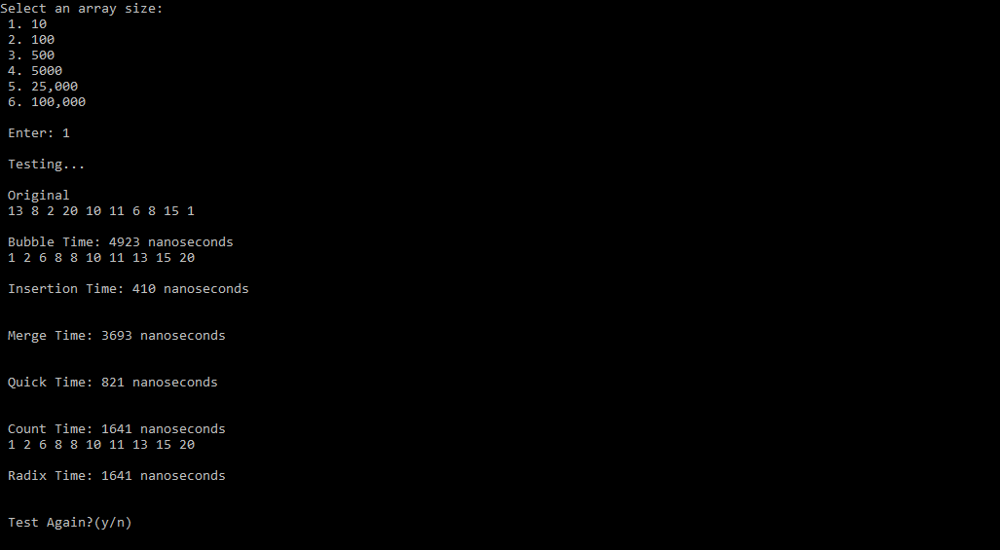 Select an array size:
1. 10
2. 100
3. 500
4. 5000
5. 25,000
6. 100,000
Enter: 1
Testing...
Original
13 8 2 20 10 11 6 8 15 1
Bubble Time: 4923 nanoseconds
1 2 6 8 8 10 11 13 15 20
Insertion Time: 410 nanoseconds
Merge Time: 3693 nanoseconds
Quick Time: 821 nanoseconds
Count Time: 1641 nanoseconds
1 2 6 8 8 10 11 13 15 20
Radix Time: 1641 nanoseconds
Test Again?(y/n)